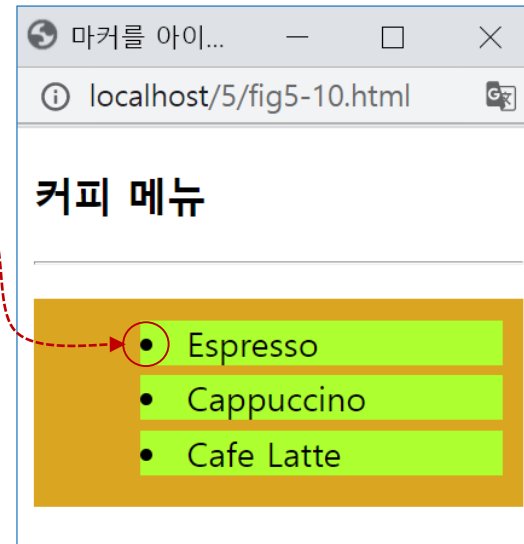 마커를 아이...
localhost/5/fig5-10.html
커피 메뉴
• Espresso
• Cappuccino
• Cafe Latte